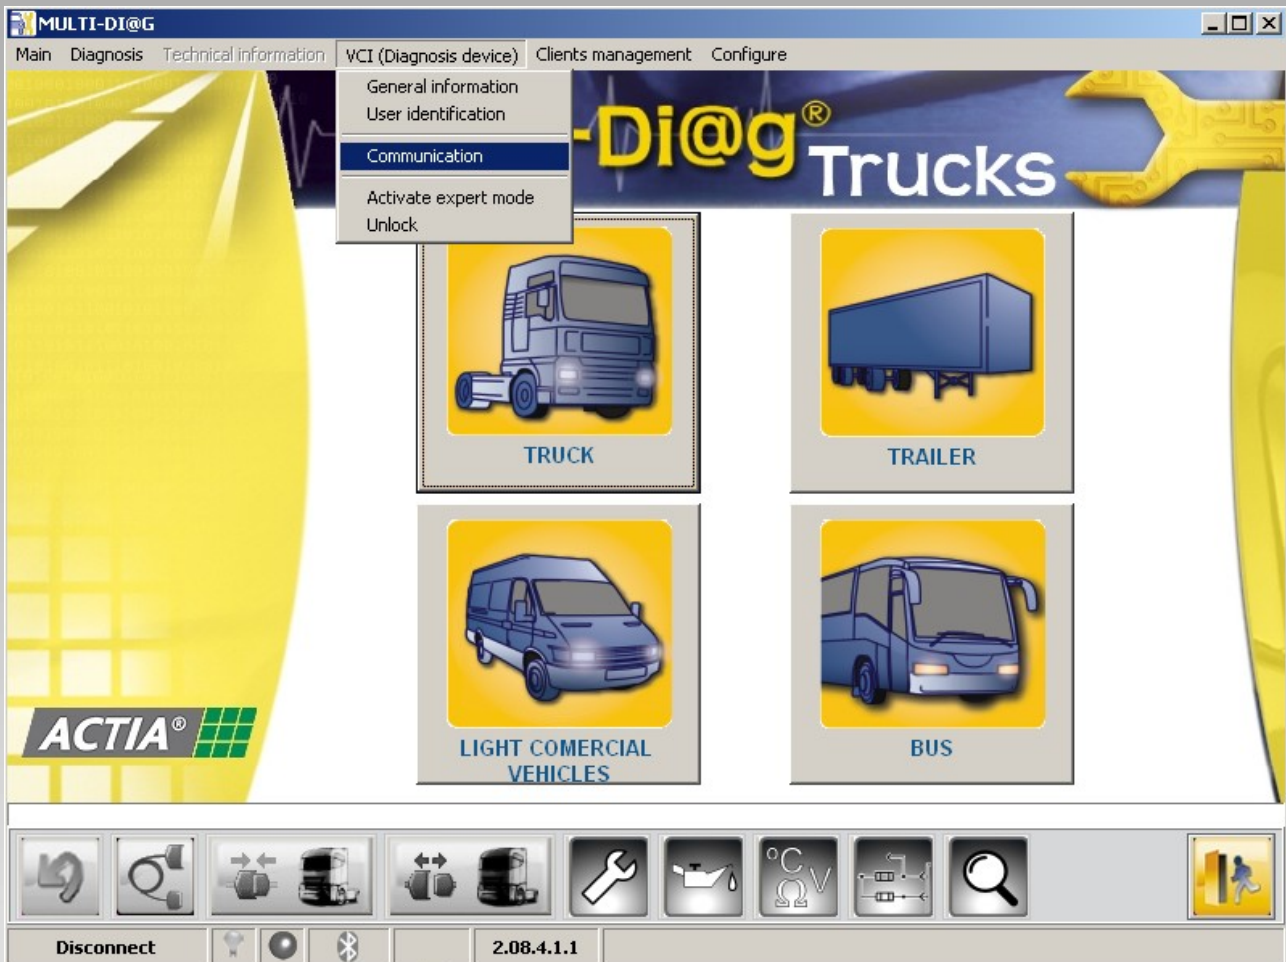 MULTI-DI@G
Main Diagnosis Technical information VCI (Diagnosis device) Clients management Configure
General information
User identification
Communication
Activate expert mode
Unlock
-Di@g® Trucks
TRUCK
TRAILER
LIGHT COMERCIAL
VEHICLES
BUS
ACTIA®
°C
Ω V
Disconnect 2.08.4.1.1